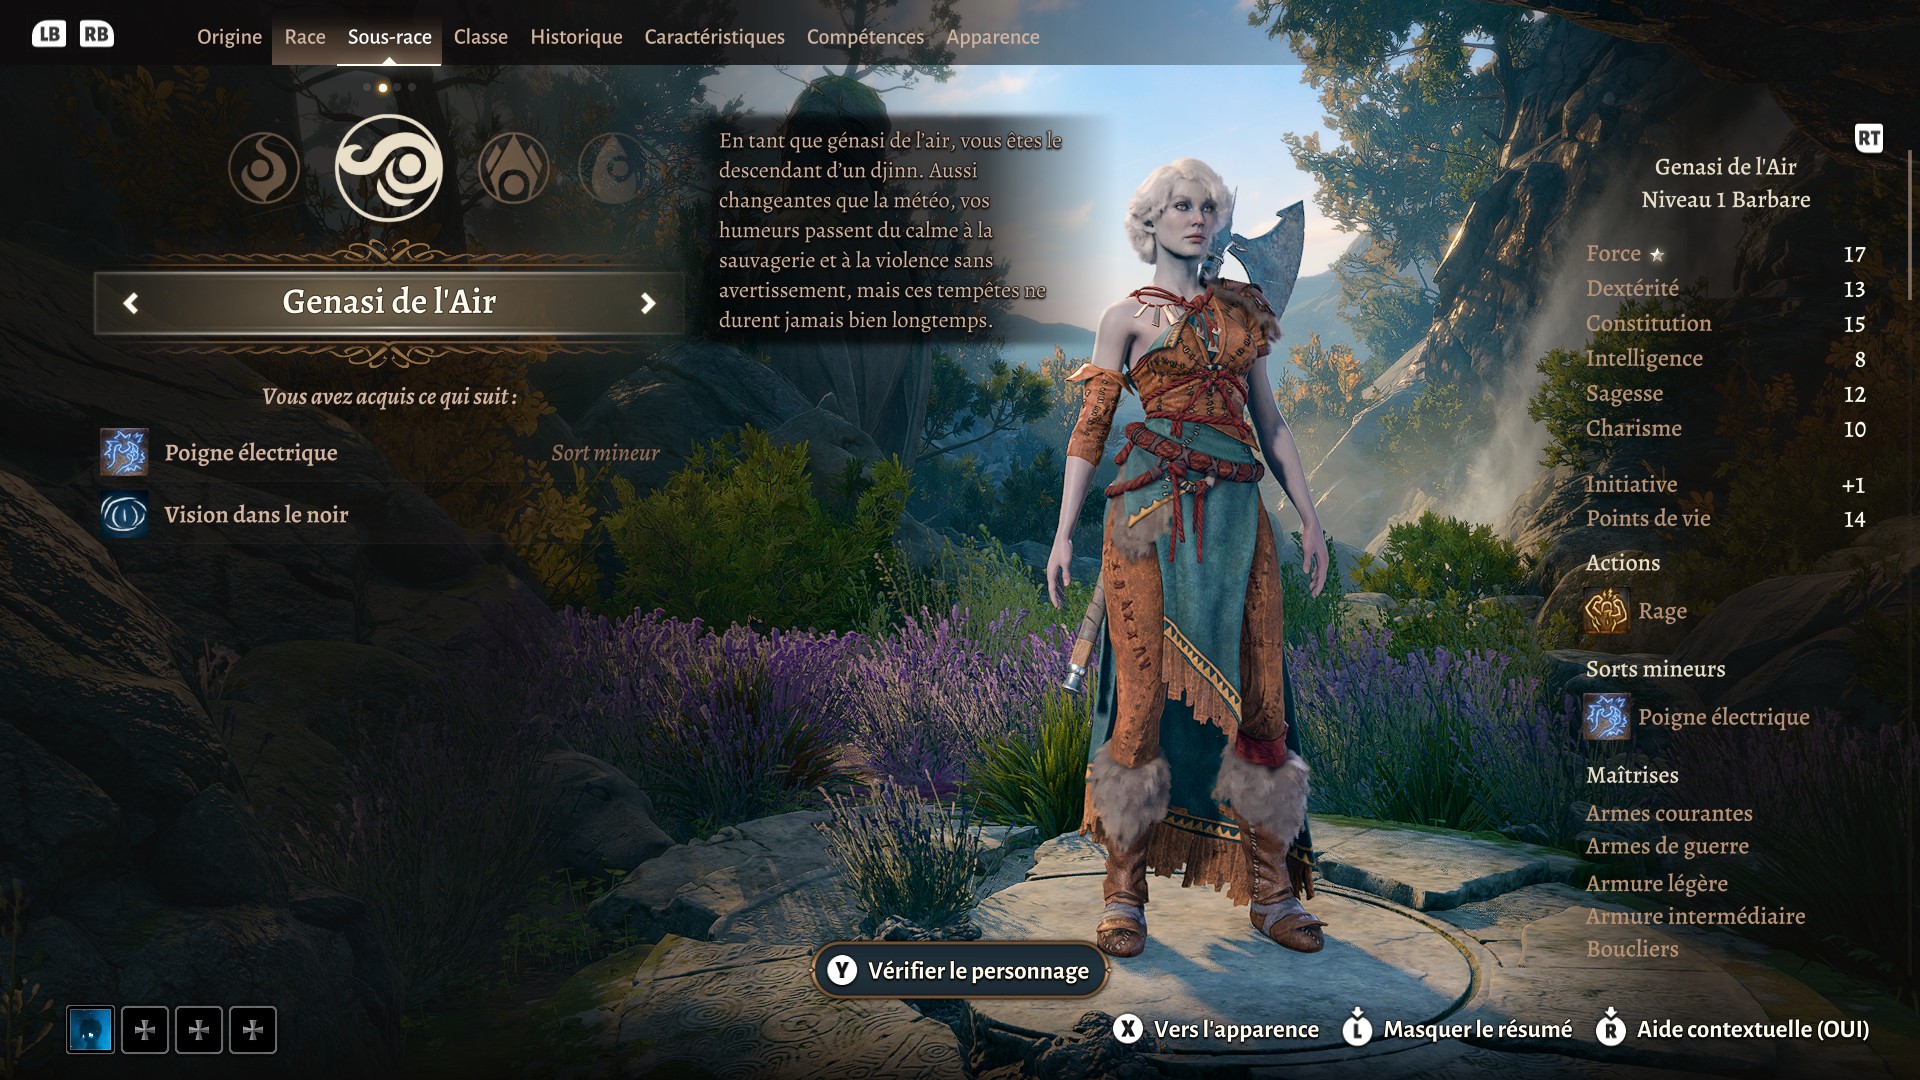 LB RB
Origine Race Sous-race Classe Historique Caractéristiques Compétences Apparence
RT
Genasi de l'Air
Vous avez acquis ce qui suit :
Poigne électrique Sort mineur
Vision dans le noir
En tant que génasi de l'air, vous êtes le
descendant d'un djinn. Aussi
changeantes que la météo, vos
humeurs passent du calme à la
sauvagerie et à la violence sans
avertissement, mais ces tempêtes ne
durent jamais bien longtemps.
Genasi de l'Air
Niveau 1 Barbare
Force 17
Dextérité 13
Constitution 15
Intelligence 8
Sagesse 12
Charisme 10
Initiative +1
Points de vie 14
Actions
Rage
Sorts mineurs
Poigne électrique
Maîtrises
Armes courantes
Armes de guerre
Armure légère
Armure intermédiaire
Boucliers
Y Vérifier le personnage
X Vers l'apparence L Masquer le résumé R Aide contextuelle (OUI)